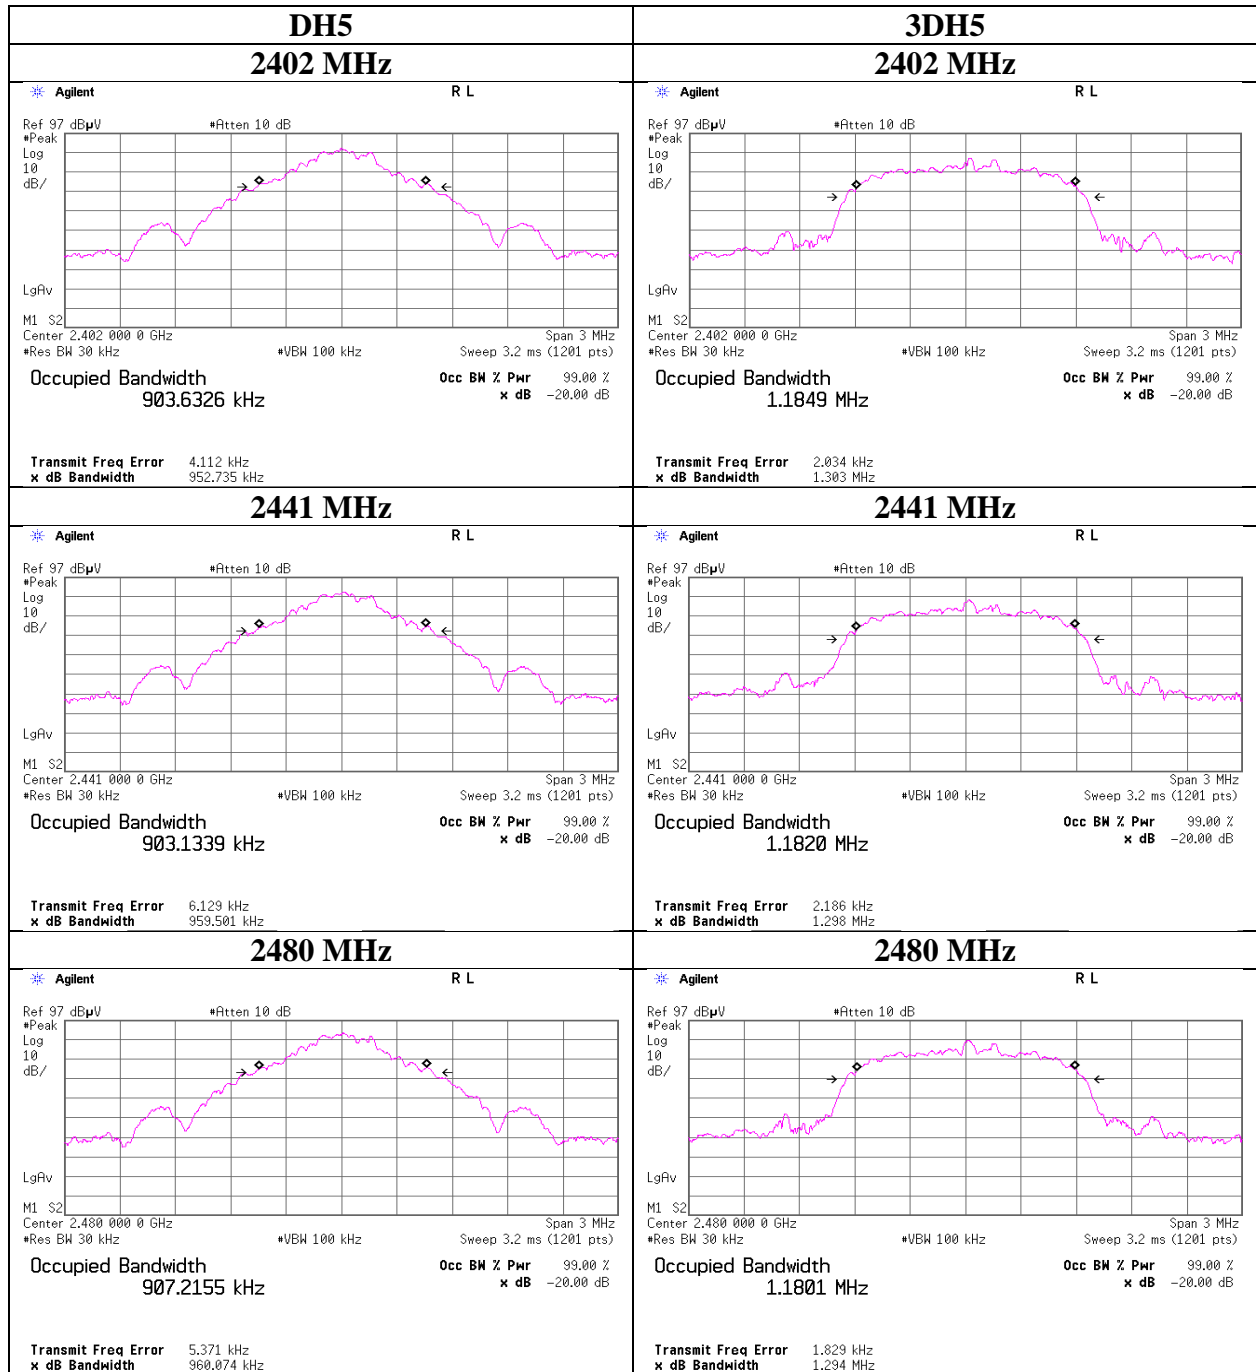 DH5 3DH5
2402 MHz 2402 MHz
Agilent R L
Ref 97 dBµV #Atten 10 dB
#Peak
Log
10
dB/
LgAv
M1 S2
Center 2.402 000 0 GHz Span 3 MHz
#Res BW 30 kHz #VBW 100 kHz Sweep 3.2 ms (1201 pts)
Occupied Bandwidth Occ BW % Pwr 99.00 %
903.6326 kHz x dB -20.00 dB
Transmit Freq Error 4.112 kHz
x dB Bandwidth 952.735 kHz
Agilent R L
Ref 97 dBµV #Atten 10 dB
#Peak
Log
10
dB/
LgAv
M1 S2
Center 2.402 000 0 GHz Span 3 MHz
#Res BW 30 kHz #VBW 100 kHz Sweep 3.2 ms (1201 pts)
Occupied Bandwidth Occ BW % Pwr 99.00 %
1.1849 MHz x dB -20.00 dB
Transmit Freq Error 2.034 kHz
x dB Bandwidth 1.303 MHz
2441 MHz 2441 MHz
Agilent R L
Ref 97 dBµV #Atten 10 dB
#Peak
Log
10
dB/
LgAv
M1 S2
Center 2.441 000 0 GHz Span 3 MHz
#Res BW 30 kHz #VBW 100 kHz Sweep 3.2 ms (1201 pts)
Occupied Bandwidth Occ BW % Pwr 99.00 %
903.1339 kHz x dB -20.00 dB
Transmit Freq Error 6.129 kHz
x dB Bandwidth 959.501 kHz
Agilent R L
Ref 97 dBµV #Atten 10 dB
#Peak
Log
10
dB/
LgAv
M1 S2
Center 2.441 000 0 GHz Span 3 MHz
#Res BW 30 kHz #VBW 100 kHz Sweep 3.2 ms (1201 pts)
Occupied Bandwidth Occ BW % Pwr 99.00 %
1.1820 MHz x dB -20.00 dB
Transmit Freq Error 2.186 kHz
x dB Bandwidth 1.298 MHz
2480 MHz 2480 MHz
Agilent R L
Ref 97 dBµV #Atten 10 dB
#Peak
Log
10
dB/
LgAv
M1 S2
Center 2.480 000 0 GHz Span 3 MHz
#Res BW 30 kHz #VBW 100 kHz Sweep 3.2 ms (1201 pts)
Occupied Bandwidth Occ BW % Pwr 99.00 %
907.2155 kHz x dB -20.00 dB
Transmit Freq Error 5.371 kHz
x dB Bandwidth 960.074 kHz
Agilent R L
Ref 97 dBµV #Atten 10 dB
#Peak
Log
10
dB/
LgAv
M1 S2
Center 2.480 000 0 GHz Span 3 MHz
#Res BW 30 kHz #VBW 100 kHz Sweep 3.2 ms (1201 pts)
Occupied Bandwidth Occ BW % Pwr 99.00 %
1.1801 MHz x dB -20.00 dB
Transmit Freq Error 1.829 kHz
x dB Bandwidth 1.294 MHz